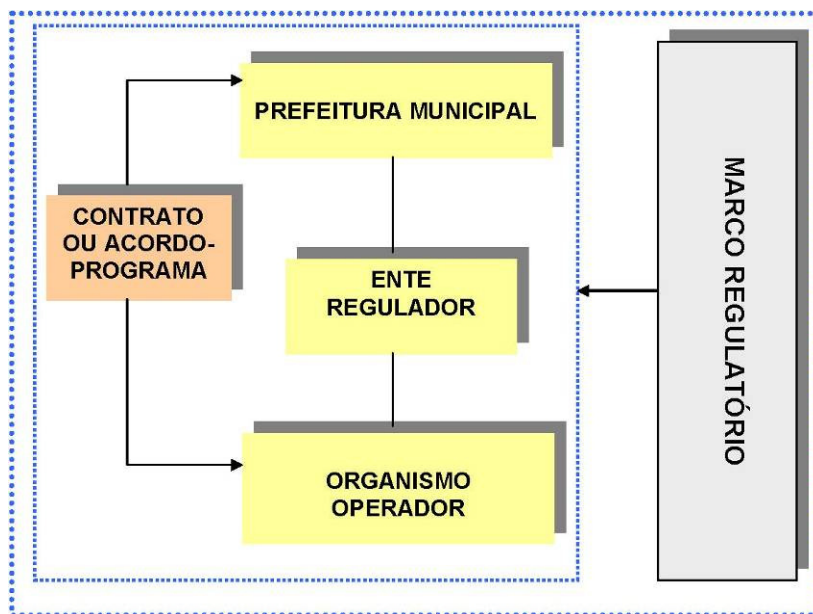 PREFEITURA MUNICIPAL
CONTRATO
OU ACORDO-
PROGRAMA
ENTE
REGULADOR
ORGANISMO
OPERADOR
MARCO REGULATÓRIO